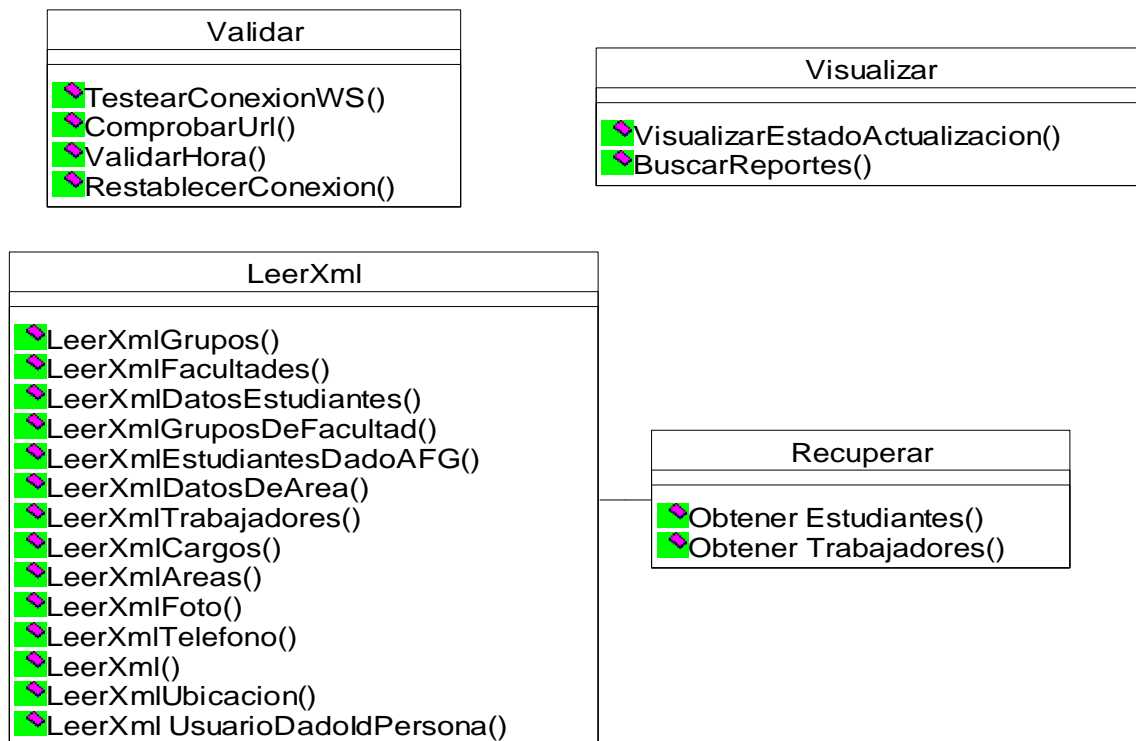 Validar
TestearConexionWS()
ComprobarUrl()
ValidarHora()
RestablecerConexion()
Visualizar
VisualizarEstadoActualizacion()
BuscarReportes()
LeerXml
LeerXmlGrupos()
LeerXmlFacultades()
LeerXmlDatosEstudiantes()
LeerXmlGruposDeFacultad()
LeerXmlEstudiantesDadoAFG()
LeerXmlDatosDeArea()
LeerXmlTrabajadores()
LeerXmlCargos()
LeerXmlAreas()
LeerXmlFoto()
LeerXmlTelefono()
LeerXml()
LeerXmlUbicacion()
LeerXml UsuarioDadoIdPersona()
Recuperar
Obtener Estudiantes()
Obtener Trabajadores()